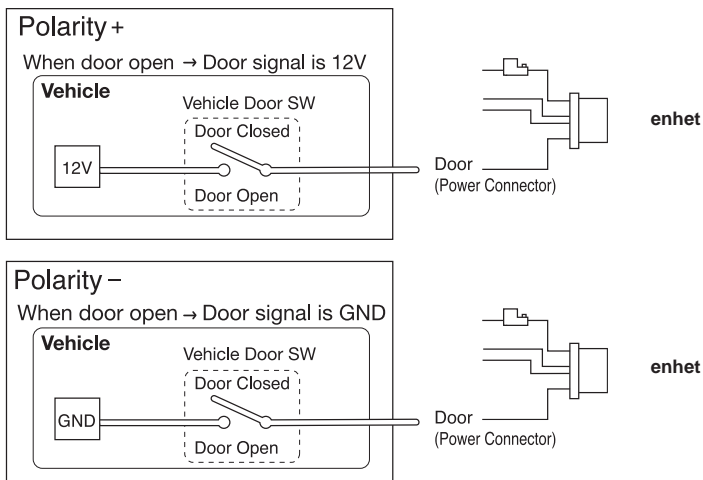 Polarity +
When door open → Door signal is 12V
Vehicle
Vehicle Door SW
Door Closed
12V
Door Open
Door
(Power Connector)
enhet
Polarity –
When door open → Door signal is GND
Vehicle
Vehicle Door SW
Door Closed
GND
Door Open
Door
(Power Connector)
enhet